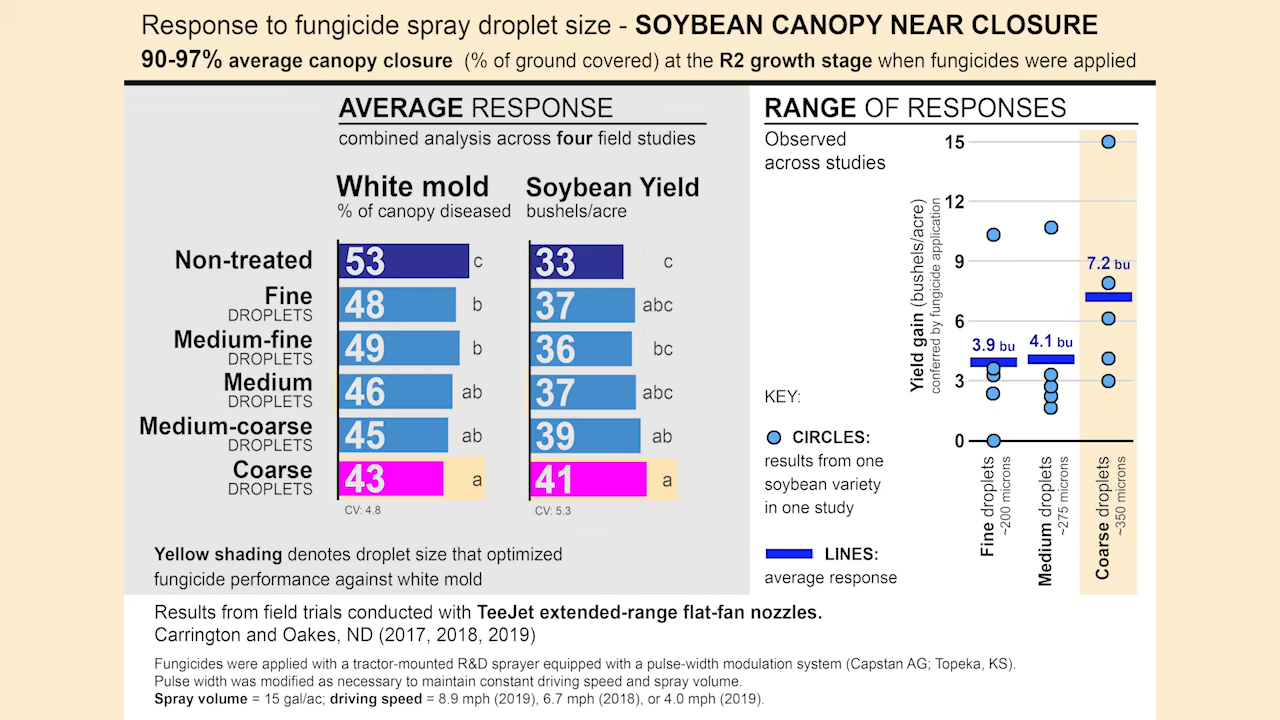 Response to fungicide spray droplet size - SOYBEAN CANOPY NEAR CLOSURE
90-97% average canopy closure (% of ground covered) at the R2 growth stage when fungicides were applied
AVERAGE RESPONSE
combined analysis across four field studies
White mold
% of canopy diseased
Soybean Yield
bushels/acre
Non-treated
53 c
33 c
Fine
DROPLETS
48 b
37 abc
Medium-fine
DROPLETS
49 b
36 bc
Medium
DROPLETS
46 ab
37 abc
Medium-coarse
DROPLETS
45 ab
39 ab
Coarse
DROPLETS
43 a
41 a
CV: 4.8
CV: 5.3
Yellow shading denotes droplet size that optimized
fungicide performance against white mold
RANGE OF RESPONSES
Observed
across studies
Yield gain (bushels/acre)
conferred by fungicide application
15
12
9
6
3
0
3.9 bu
4.1 bu
7.2 bu
Fine droplets
~200 microns
Medium droplets
~275 microns
Coarse droplets
~350 microns
KEY:
CIRCLES:
results from one
soybean variety
in one study
LINES:
average response
Results from field trials conducted with TeeJet extended-range flat-fan nozzles.
Carrington and Oakes, ND (2017, 2018, 2019)
Fungicides were applied with a tractor-mounted R&D sprayer equipped with a pulse-width modulation system (Capstan AG; Topeka, KS).
Pulse width was modified as necessary to maintain constant driving speed and spray volume.
Spray volume = 15 gal/ac; driving speed = 8.9 mph (2019), 6.7 mph (2018), or 4.0 mph (2019).